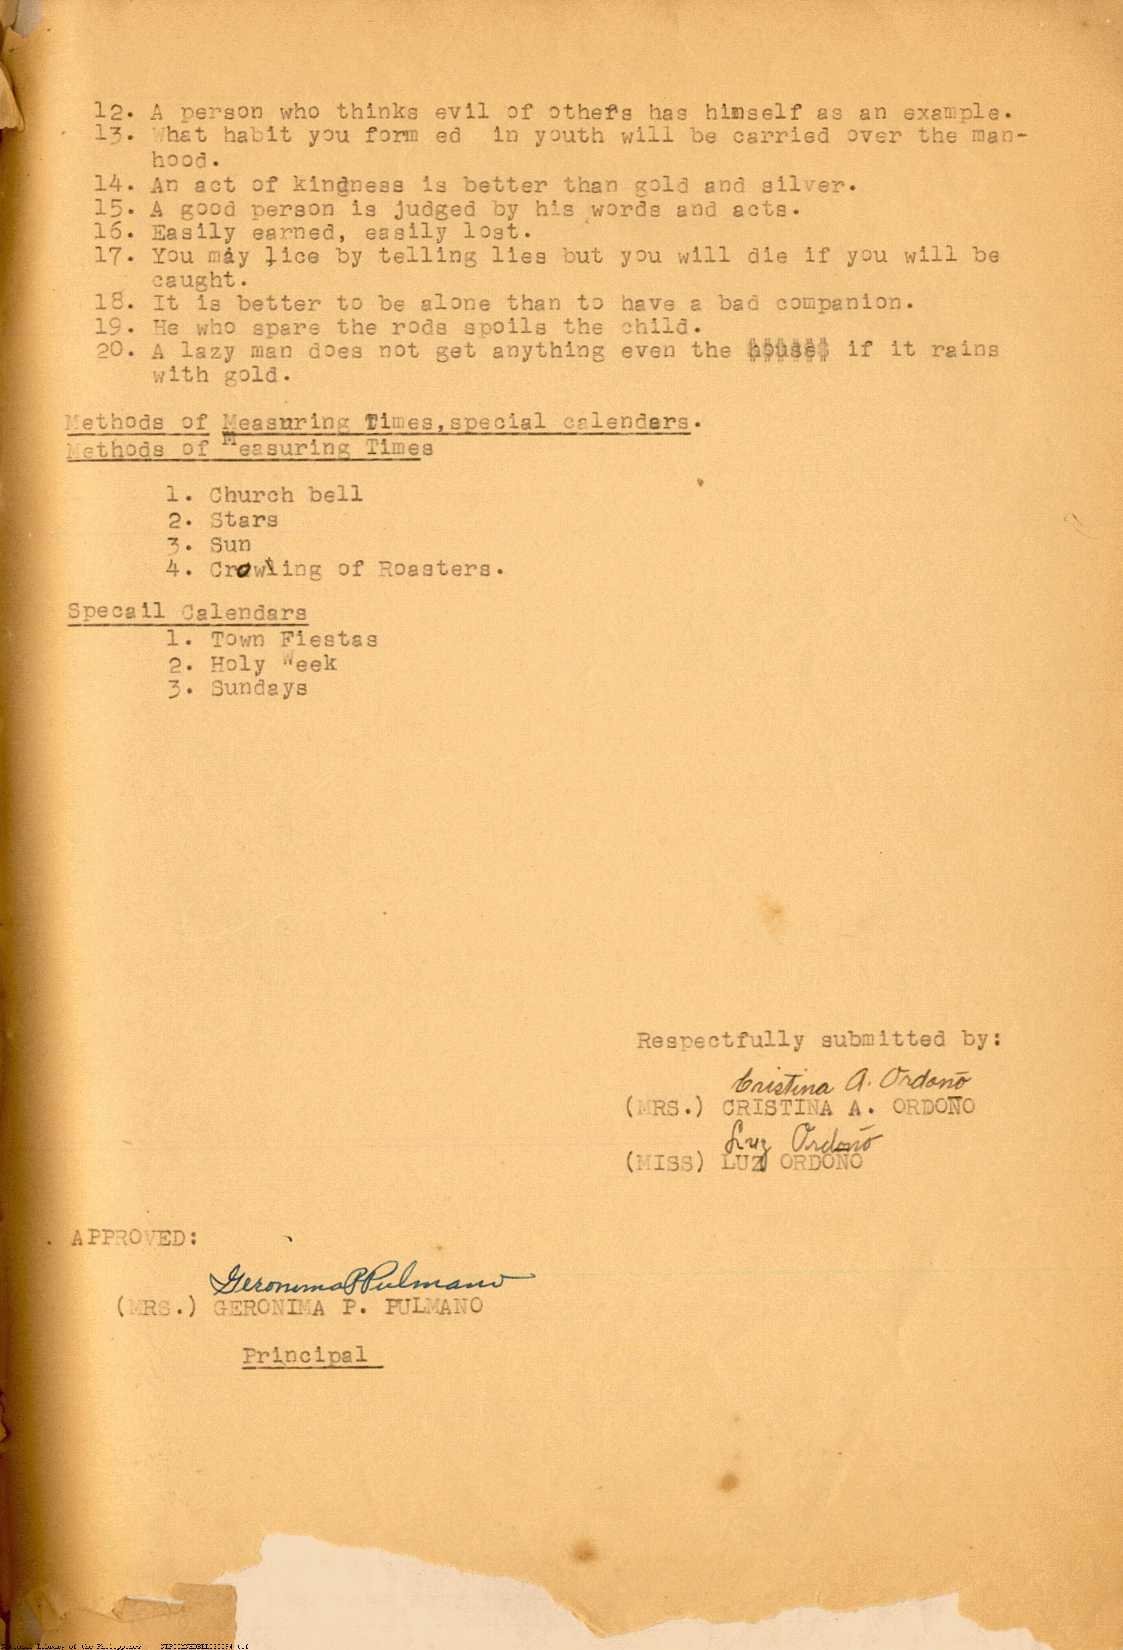 12. A person who thinks evil of others has himself as an example.
13. What habit you form ed  in youth will be carried over the man-
hood.
14. An act of kindness is better than gold and silver.
15. A good person is judged by his words and acts.
16. Easily earned, easily lost.
17. You may lice by telling lies but you will die if you will be
caught.
18. It is better to be alone than to have a bad companion.
19. He who spare the rods spoils the child.
20. A lazy man does not get anything even the if it rains
with gold.
Methods of Measuring Times,special calendars.
Methods of Measuring Times
1. Church bell
2. Stars
3. Sun
4. Crowling of Roasters.
Specail Calendars
1. Town Fiestas
2. Holy Week
3. Sundays
Respectfully submitted by:
Cristina A. Ordoño
(MRS.) CRISTINA A. ORDOÑO
Luz Ordoño
(MISS) LUZ ORDOÑO
APPROVED:
Geronima P. Pulmano
(MRS.) GERONIMA P. PULMANO
Principal
National Library of the Philippines